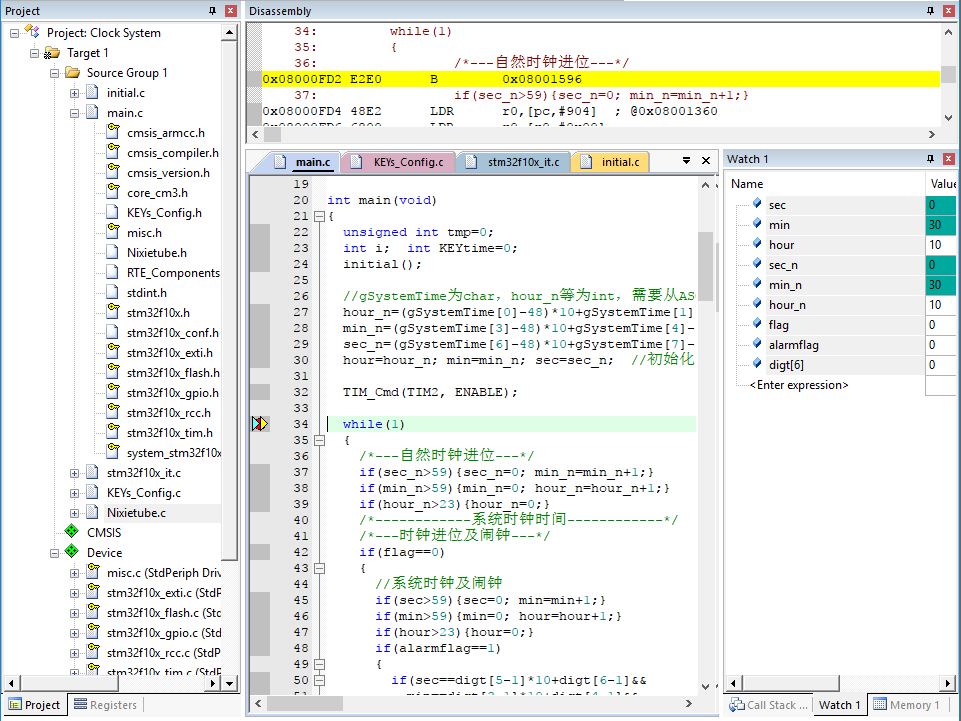 Project
Project: Clock System
Target 1
Source Group 1
initial.c
main.c
cmsis_armcc.h
cmsis_compiler.h
cmsis_version.h
core_cm3.h
KEYs_Config.h
misc.h
Nixietube.h
RTE_Components
stdint.h
stm32f10x.h
stm32f10x_conf.h
stm32f10x_exti.h
stm32f10x_flash.h
stm32f10x_gpio.h
stm32f10x_rcc.h
stm32f10x_tim.h
system_stm32f10x
stm32f10x_it.c
KEYs_Config.c
Nixietube.c
CMSIS
Device
misc.c (StdPeriph Driv
stm32f10x_exti.c (StdP
stm32f10x_flash.c (Std
stm32f10x_gpio.c (Std
stm32f10x_rcc.c (StdP
stm32f10x_tim.c (StdP
Project Registers
Disassembly
34: while(1)
35: {
36: /*---自然时钟进位---*/
0x08000FD2 E2E0 B 0x08001596
37: if(sec_n>59){sec_n=0; min_n=min_n+1;}
0x08000FD4 48E2 LDR r0,[pc,#904] ; @0x08001360
main.c KEYs_Config.c stm32f10x_it.c initial.c
19
20 int main(void)
21 {
22 unsigned int tmp=0;
23 int i; int KEYtime=0;
24 initial();
25
26 //gSystemTime为char，hour_n等为int，需要从AS
27 hour_n=(gSystemTime[0]-48)*10+gSystemTime[1]
28 min_n=(gSystemTime[3]-48)*10+gSystemTime[4]-
29 sec_n=(gSystemTime[6]-48)*10+gSystemTime[7]-
30 hour=hour_n; min=min_n; sec=sec_n; //初始化
31
32 TIM_Cmd(TIM2, ENABLE);
33
34 while(1)
35 {
36 /*---自然时钟进位---*/
37 if(sec_n>59){sec_n=0; min_n=min_n+1;}
38 if(min_n>59){min_n=0; hour_n=hour_n+1;}
39 if(hour_n>23){hour_n=0;}
40 /*------------系统时钟时间------------*/
41 /*---时钟进位及闹钟---*/
42 if(flag==0)
43 {
44 //系统时钟及闹钟
45 if(sec>59){sec=0; min=min+1;}
46 if(min>59){min=0; hour=hour+1;}
47 if(hour>23){hour=0;}
48 if(alarmflag==1)
49 {
50 if(sec==digt[5-1]*10+digt[6-1]&&
Watch 1
Name Value
sec 0
min 30
hour 10
sec_n 0
min_n 30
hour_n 10
flag 0
alarmflag 0
digt[6] 0
<Enter expression>
Call Stack ... Watch 1 Memory 1